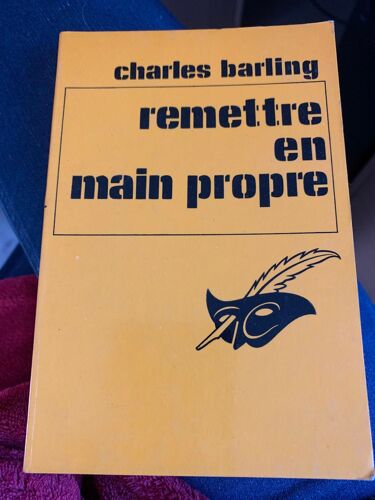 charles barling
remettre
en
main propre